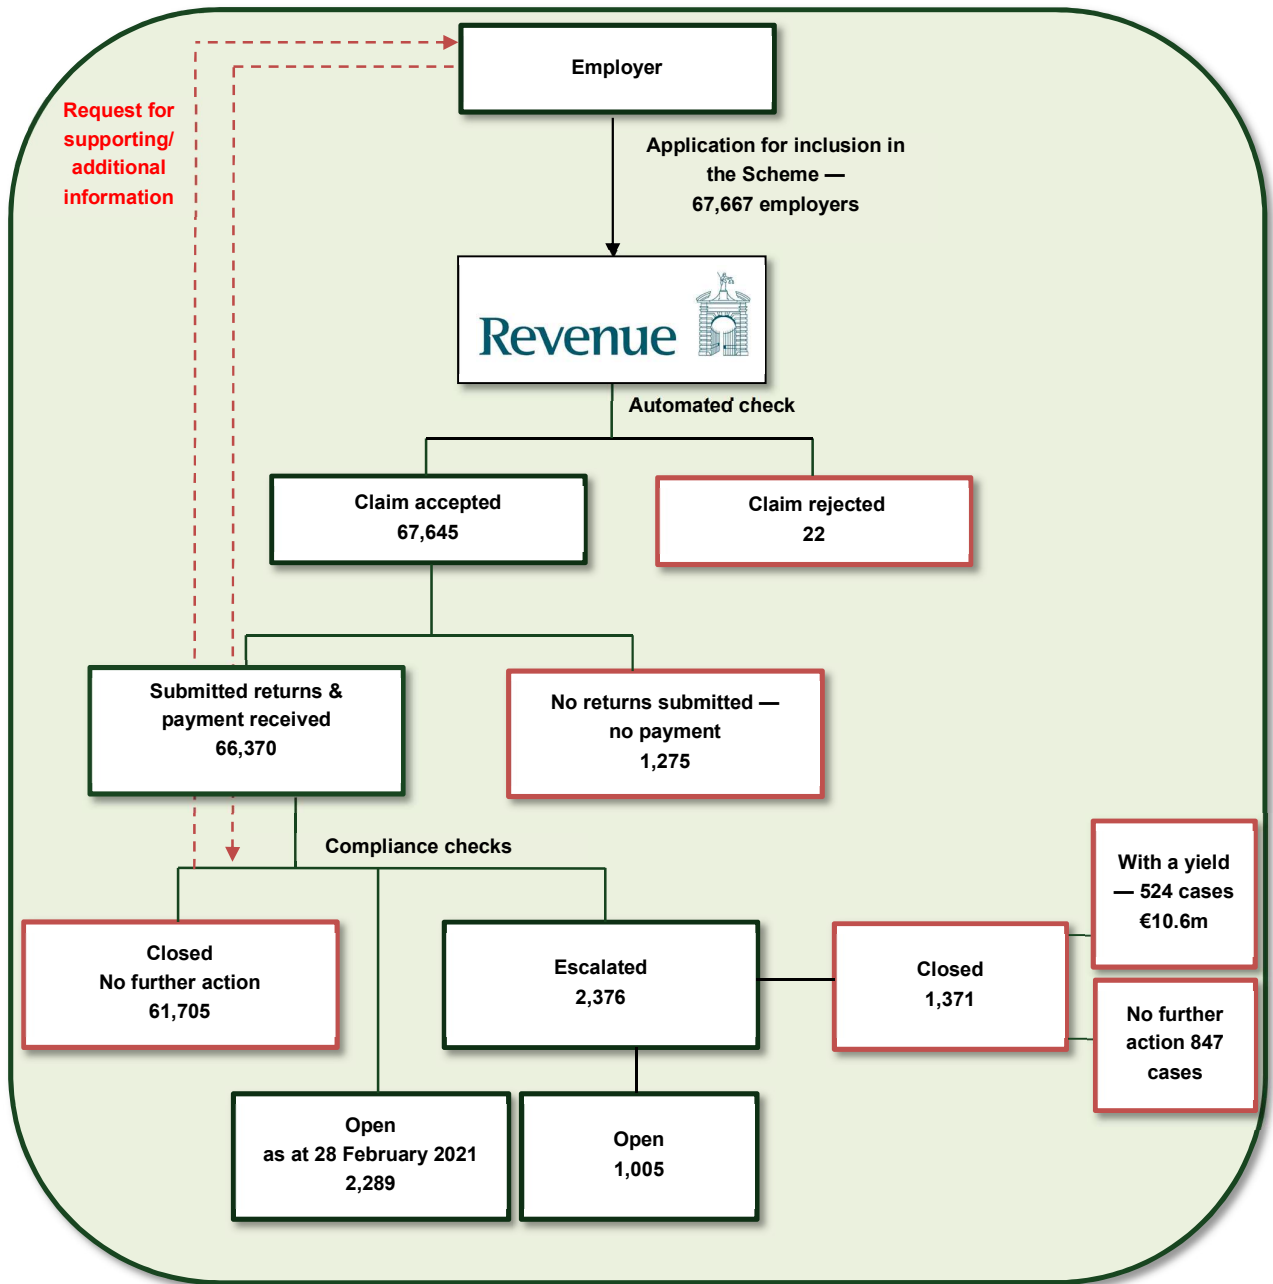 Employer
Request for
supporting/
additional
information
Application for inclusion in
the Scheme —
67,667 employers
Revenue
Automated check
Claim accepted
67,645
Claim rejected
22
Submitted returns &
payment received
66,370
No returns submitted —
no payment
1,275
Compliance checks
With a yield
— 524 cases
€10.6m
Closed
No further action
61,705
Escalated
2,376
Closed
1,371
No further
action 847
cases
Open
as at 28 February 2021
2,289
Open
1,005